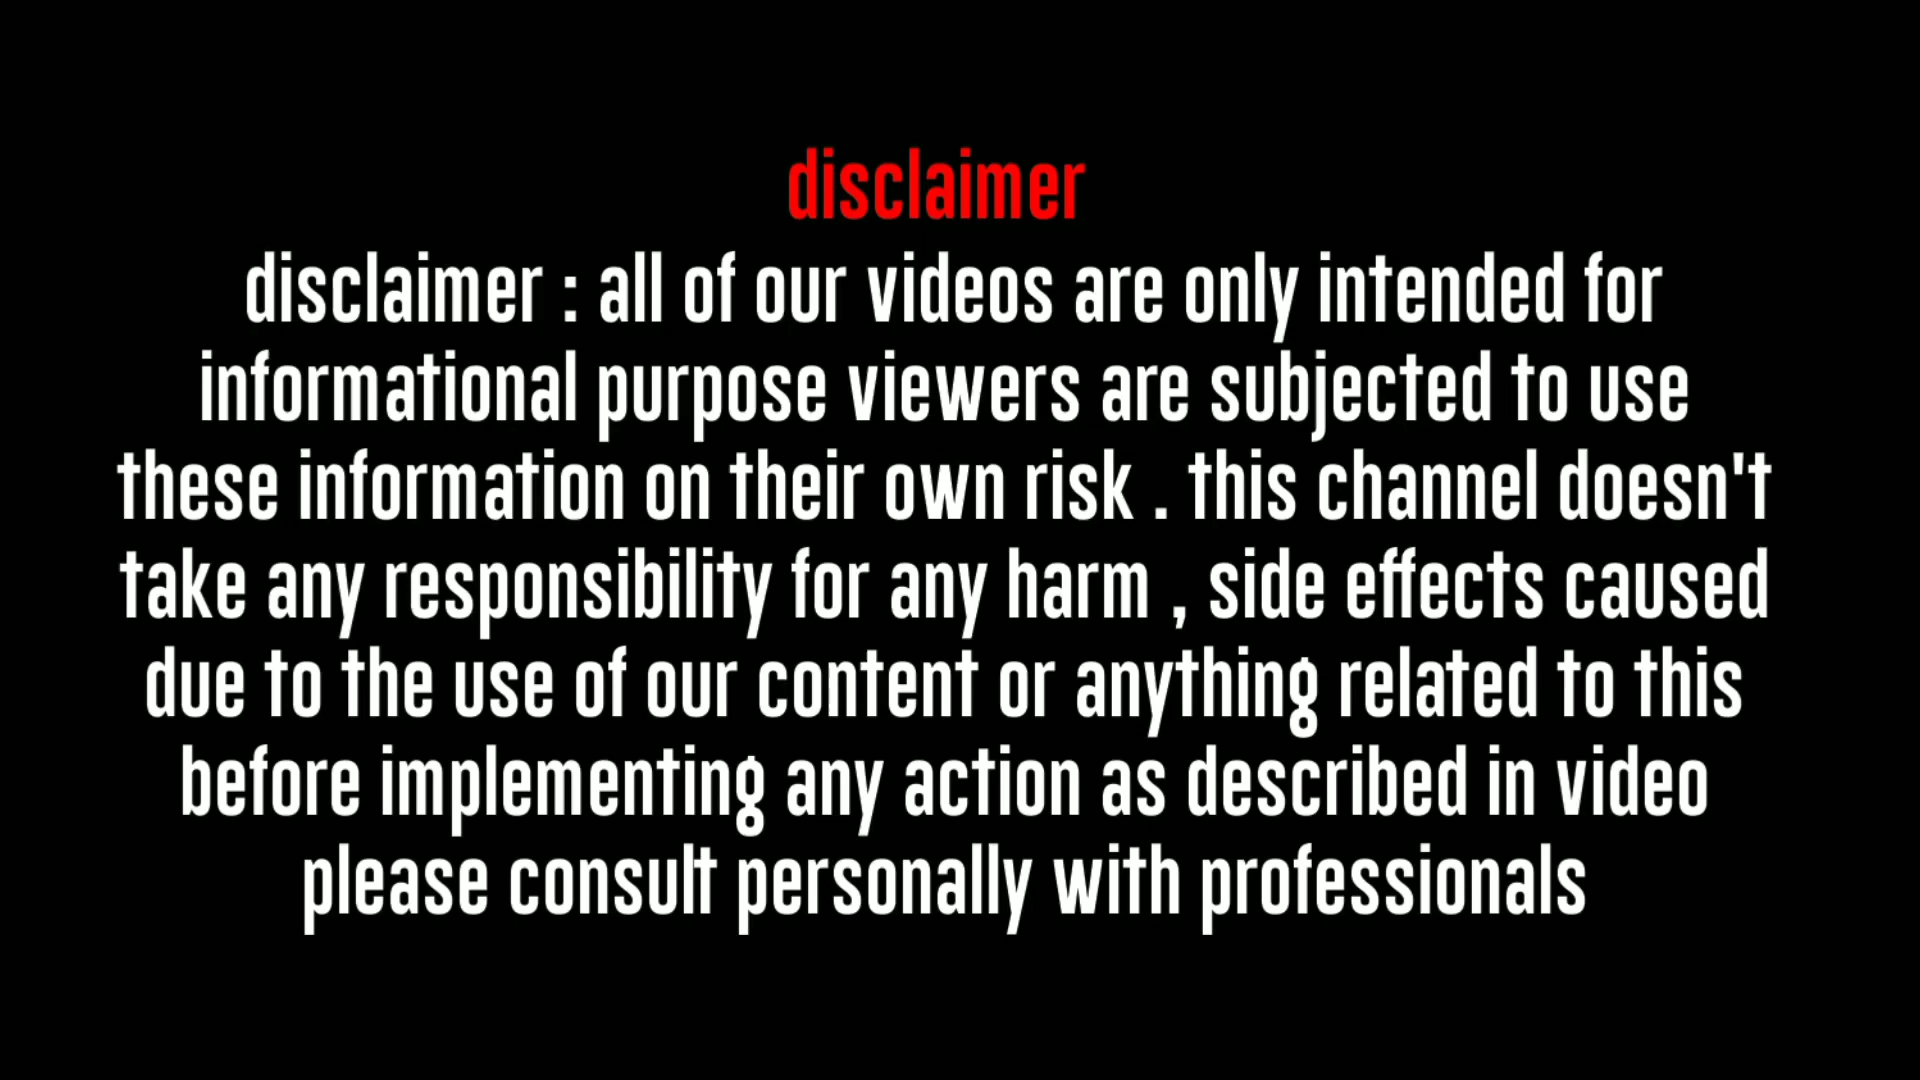 disclaimer
disclaimer : all of our videos are only intended for
informational purpose viewers are subjected to use
these information on their own risk . this channel doesn't
take any responsibility for any harm , side effects caused
due to the use of our content or anything related to this
before implementing any action as described in video
please consult personally with professionals